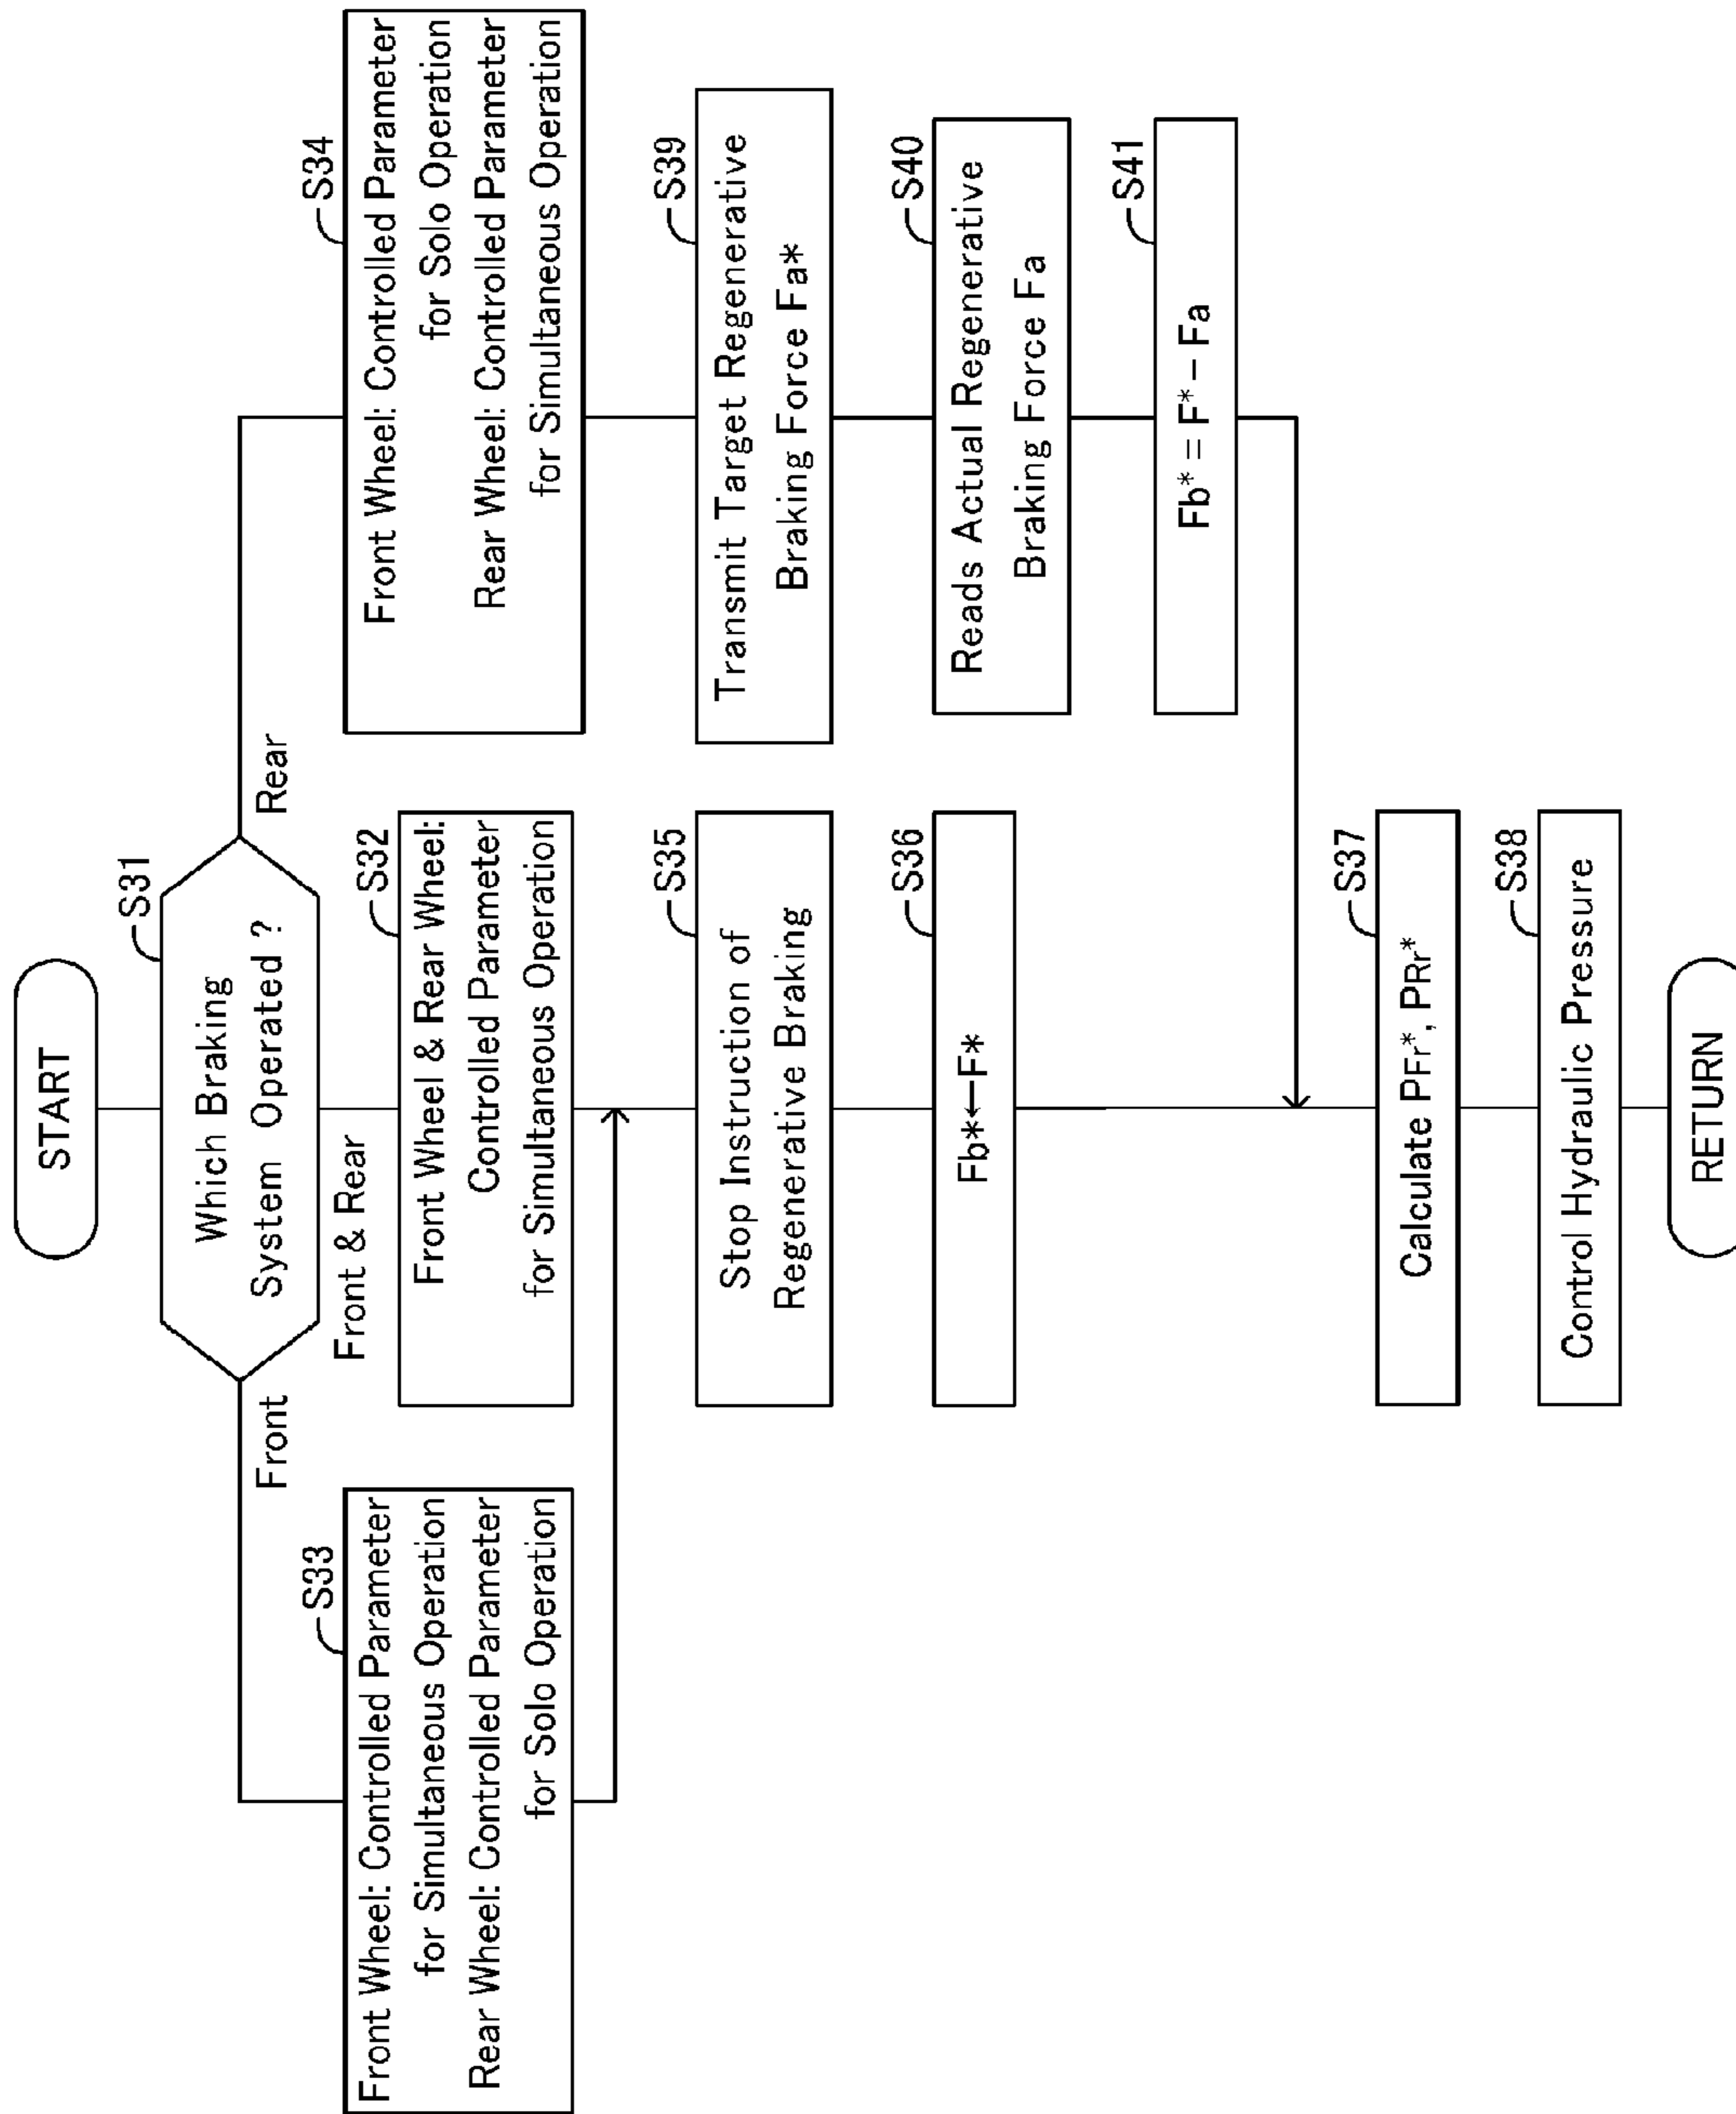 START
S31
Which Braking
System Operated ?
Front
Front & Rear
Rear
S33
Front Wheel: Controlled Parameter
for Simultaneous Operation
Rear Wheel: Controlled Parameter
for Solo Operation
S32
Front Wheel & Rear Wheel:
Controlled Parameter
for Simultaneous Operation
S34
Front Wheel: Controlled Parameter
for Solo Operation
Rear Wheel: Controlled Parameter
for Simultaneous Operation
S35
Stop Instruction of
Regenerative Braking
S39
Transmit Target Regenerative
Braking Force Fa*
S36
Fb*←F*
S40
Reads Actual Regenerative
Braking Force Fa
S41
Fb* = F* − Fa
S37
Calculate PFr*, PRr*
S38
Control Hydraulic Pressure
RETURN